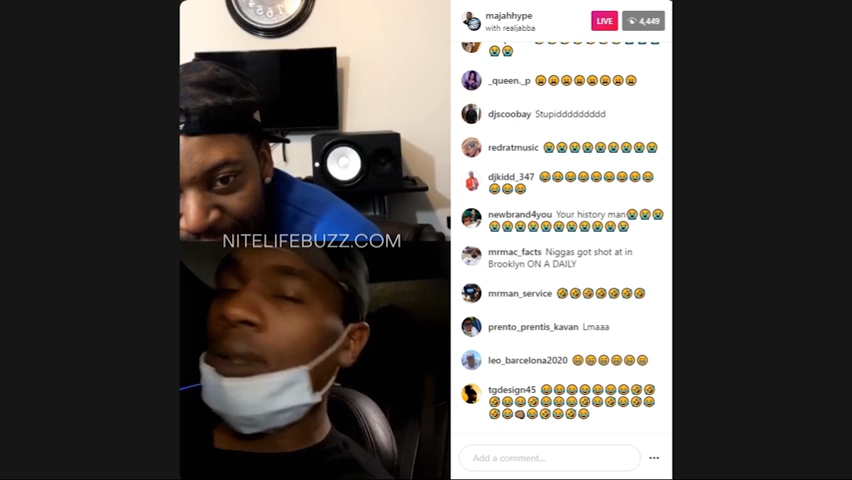 majahhype
with realjabba
LIVE
4,449
_queen._p 😩😩😩😩😩😩😩😩
djscoobay Stupiddddddddd
redratmusic 😭😭😭😭😭😭😭😭😭
djkidd_347 😂😂😂😂😂😂😂😂😂
😂😂😂
newbrand4you Your history man😭😭😭
😭😭😭😭😭😭😭😭😭😭😭
mrmac_facts Niggas got shot at in
Brooklyn ON A DAILY
mrman_service 🤣🤣🤣🤣🤣🤣🤣
prento_prentis_kavan Lmaaa
leo_barcelona2020 😁😁😁😁😁😁
tgdesign45
NITELIFEBUZZ.COM
Add a comment...